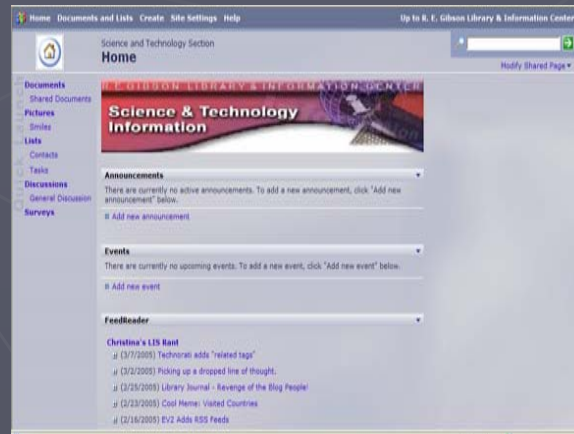 Home Documents and Lists Create Site Settings Help
Up to R. E. Gibson Library & Information Center
Science and Technology Section
Home
Modify Shared Page
Quick Launch
Documents
Shared Documents
Pictures
Smiles
Lists
Contacts
Tasks
Discussions
General Discussion
Surveys
R.E. GIBSON LIBRARY & INFORMATION CENTER
Science & Technology
Information
Announcements
There are currently no active announcements. To add a new announcement, click "Add new
announcement" below.
Add new announcement
Events
There are currently no upcoming events. To add a new event, click "Add new event" below.
Add new event
FeedReader
Christina's LIS Rant
(3/7/2005) Technorati adds "related tags"
(3/2/2005) Picking up a dropped line of thought.
(2/25/2005) Library Journal - Revenge of the Blog People!
(2/23/2005) Cool Meme: Visited Countries
(2/16/2005) EV2 Adds RSS Feeds